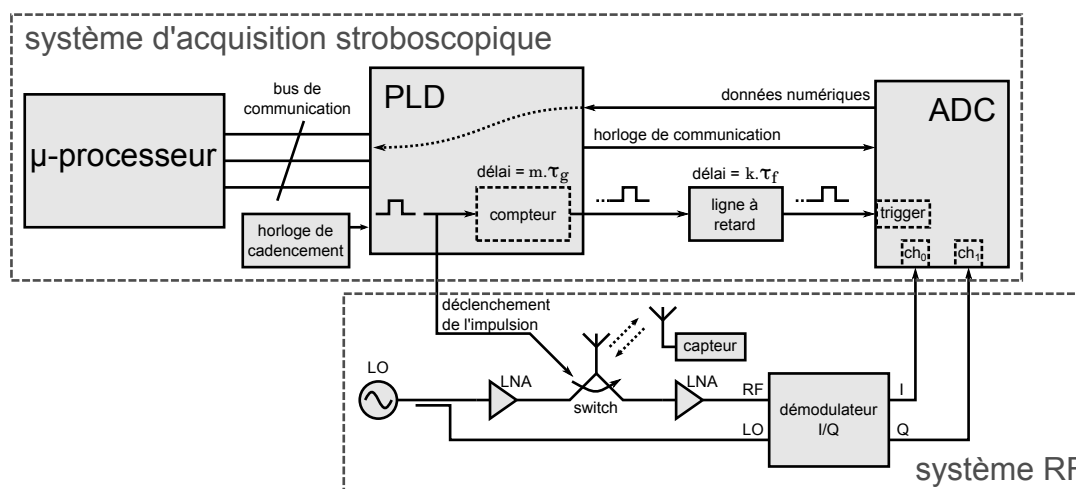 système d'acquisition stroboscopique
bus de
communication
PLD
données numériques
ADC
µ-processeur
horloge de communication
délai = m.τg
délai = k.τf
compteur
ligne à
retard
trigger
horloge de
cadencement
ch0
ch1
déclenchement
de l'impulsion
capteur
LO
LNA
LNA
switch
RF
LO
démodulateur
I/Q
I
Q
système RF